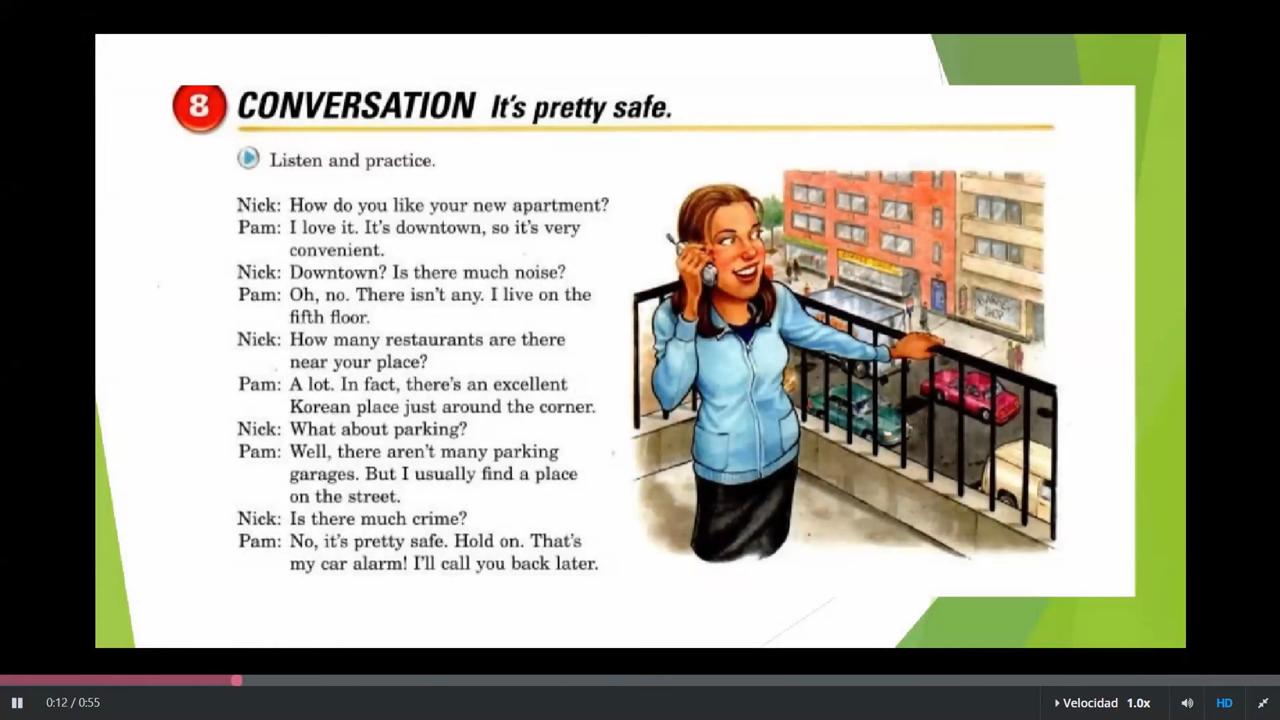 8 CONVERSATION It's pretty safe.
Listen and practice.
Nick: How do you like your new apartment?
Pam: I love it. It's downtown, so it's very
convenient.
Nick: Downtown? Is there much noise?
Pam: Oh, no. There isn't any. I live on the
fifth floor.
Nick: How many restaurants are there
near your place?
Pam: A lot. In fact, there's an excellent
Korean place just around the corner.
Nick: What about parking?
Pam: Well, there aren't many parking
garages. But I usually find a place
on the street.
Nick: Is there much crime?
Pam: No, it's pretty safe. Hold on. That's
my car alarm! I'll call you back later.
SHOP
0:12 / 0:55
Velocidad 1.0x
HD